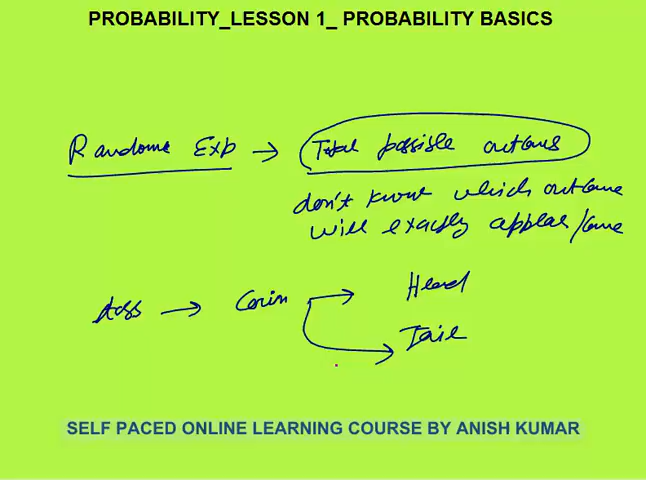 PROBABILITY_LESSON 1_ PROBABILITY BASICS
Randome Exp → Total possible outcomes
don't know which outcome
will exactly appear/come
toss → Coin → Head
Tail
SELF PACED ONLINE LEARNING COURSE BY ANISH KUMAR